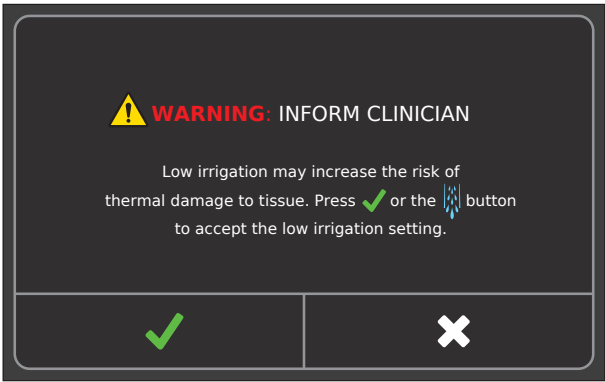 WARNING: INFORM CLINICIAN
Low irrigation may increase the risk of
thermal damage to tissue. Press or the button
to accept the low irrigation setting.